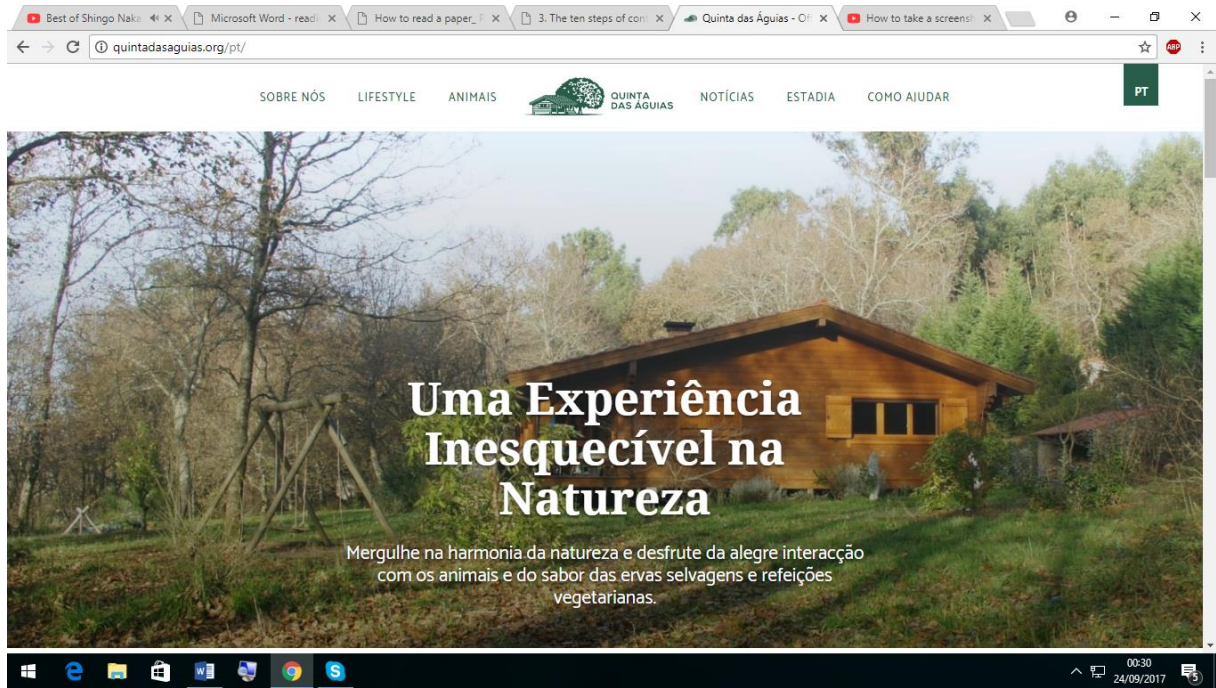 Best of Shingo Naka
Microsoft Word - readi
How to read a paper_
3. The ten steps of con
Quinta das Águias - Of
How to take a screensh
quintadasaguias.org/pt/
ABP
SOBRE NÓS LIFESTYLE ANIMAIS QUINTA DAS ÁGUIAS NOTÍCIAS ESTADIA COMO AJUDAR PT
Uma Experiência
Inesquecível na
Natureza
Mergulhe na harmonia da natureza e desfrute da alegre interacção
com os animais e do sabor das ervas selvagens e refeições
vegetarianas.
00:30
24/09/2017
5